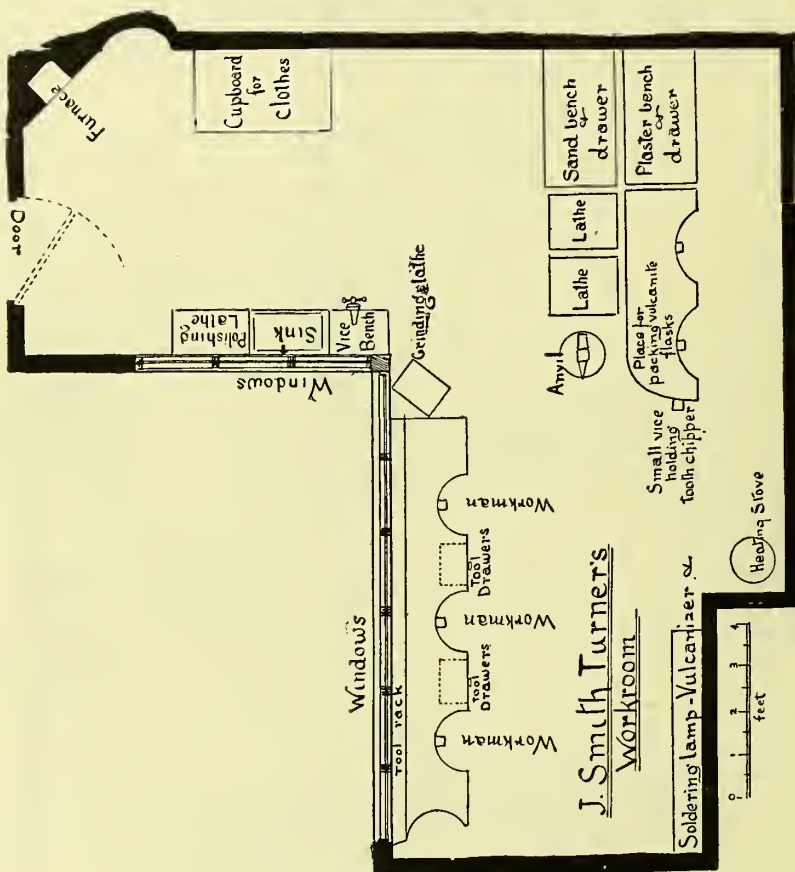 Furnace
Cupboard
for
Clothes
Sand bench
&
drawer
Plaster bench
&
drawer
Door
Lathe
Lathe
Polishing
Lathe
Sink
Vice
Bench
Grinding lathe
Windows
Anvil
Place for
packing vulcanite
flasks
Small vice
holding
tooth chipper
Windows
Tool rack
Workman
Tool
Drawers
Workman
Tool
Drawers
Workman
J. Smith Turner's
Workroom
Heating Stove
Soldering lamp - Vulcanizer &
0 1 2 3 4
feet